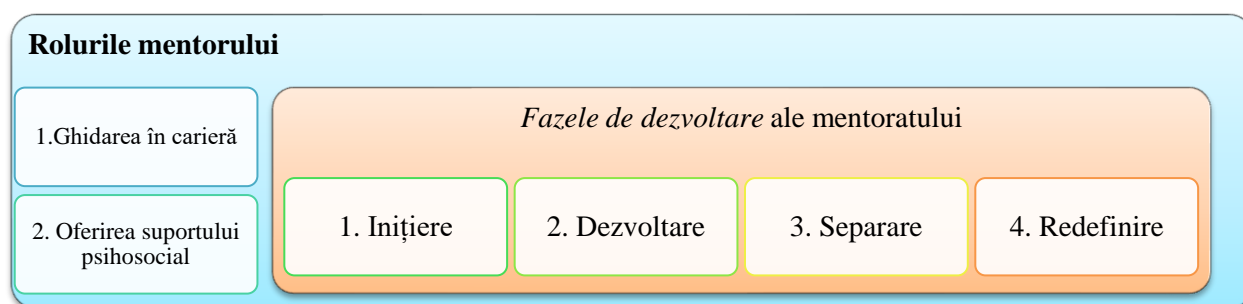 Rolurile mentorului
1.Ghidarea în carieră
2. Oferirea suportului
psihosocial
Fazele de dezvoltare ale mentoratului
1. Inițiere
2. Dezvoltare
3. Separare
4. Redefinire